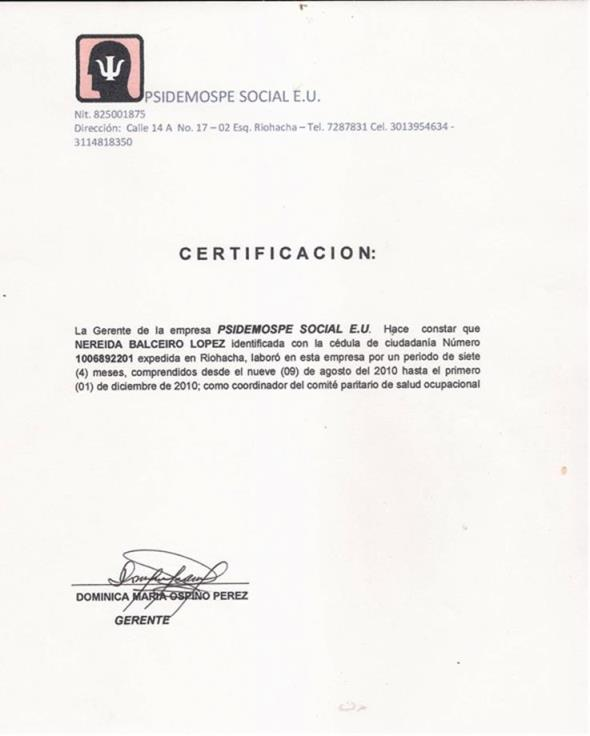 Ψ
PSIDEMOSPE SOCIAL E.U.
Nit. 825001875
Dirección: Calle 14 A No. 17 – 02 Esq. Riohacha – Tel. 7287831 Cel. 3013954634 -
3114818350
CERTIFICACION:
La Gerente de la empresa PSIDEMOSPE SOCIAL E.U. Hace constar que
NEREIDA BALCEIRO LOPEZ identificada con la cédula de ciudadanía Número
1006892201 expedida en Riohacha, laboró en esta empresa por un periodo de siete
(4) meses, comprendidos desde el nueve (09) de agosto del 2010 hasta el primero
(01) de diciembre de 2010; como coordinador del comité paritario de salud ocupacional
DOMINICA MARIA OSPINO PEREZ
GERENTE